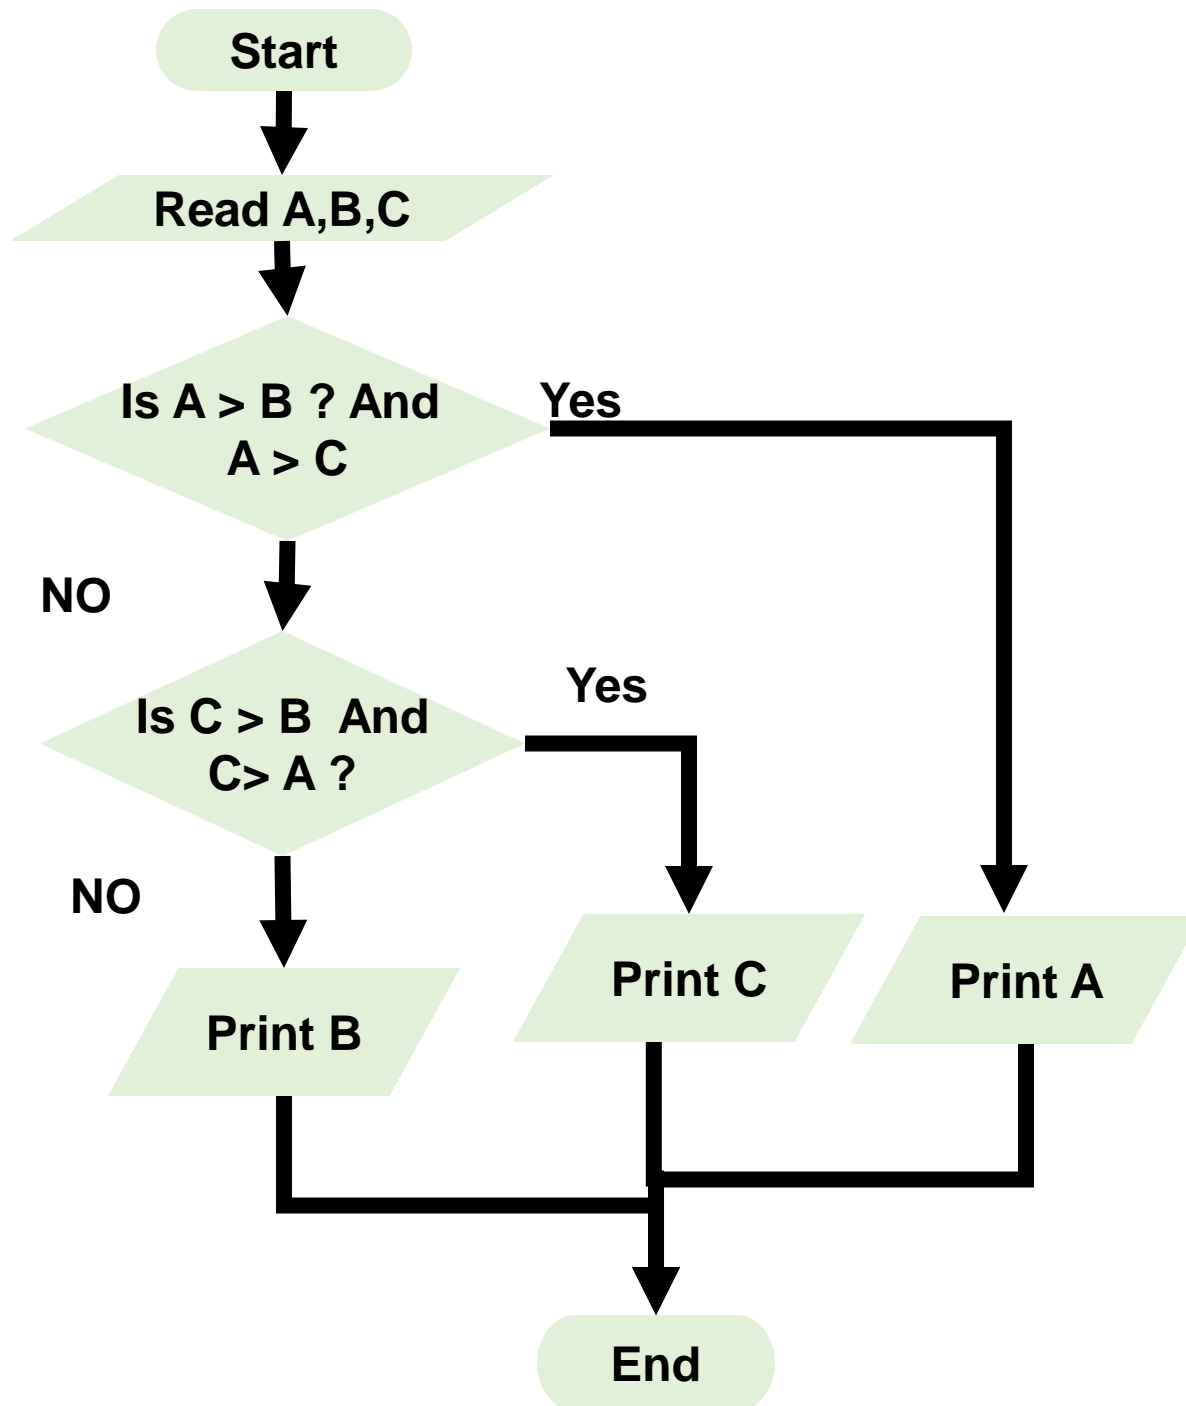 Start
Read A,B,C
Is A > B ? And
A > C
Yes
NO
Is C > B  And
C> A ?
Yes
NO
Print B
Print C
Print A
End